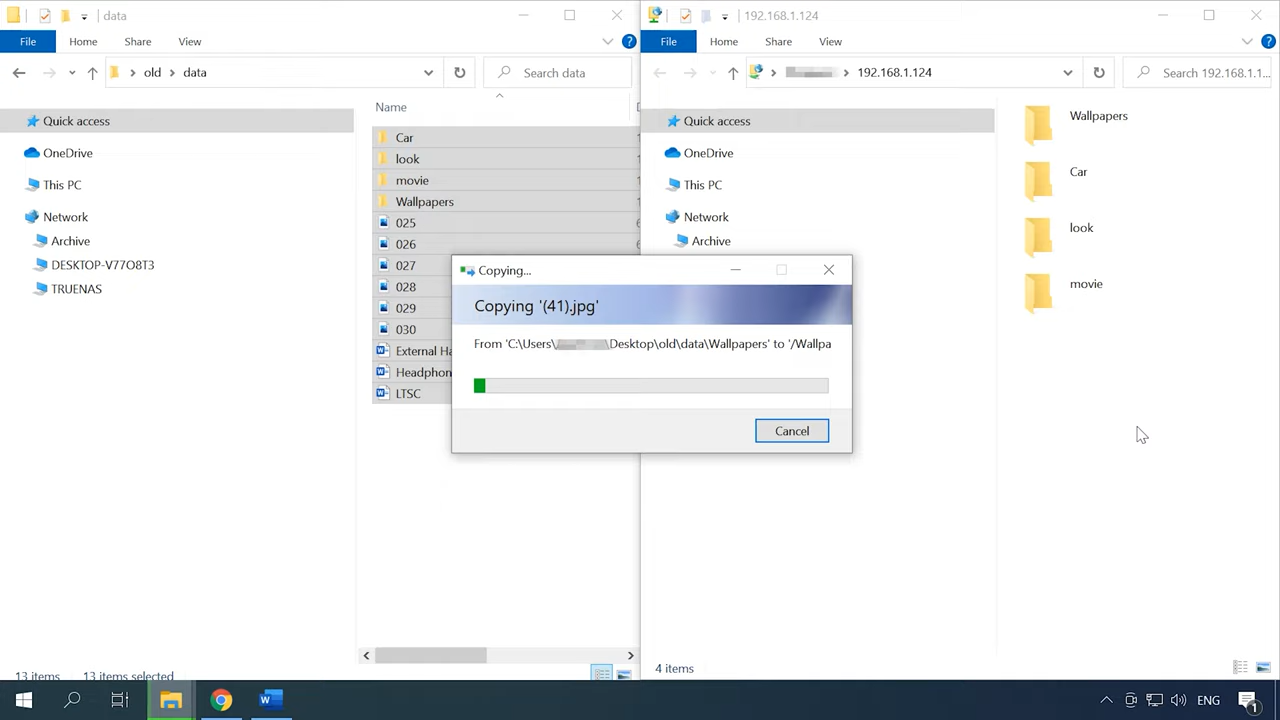 data
File Home Share View
old data
Search data
Quick access
OneDrive
This PC
Network
Archive
DESKTOP-V77O8T3
TRUENAS
Name
Car
look
movie
Wallpapers
025
026
027
028
029
030
External Ha
Headphon
LTSC
13 items 13 items selected
192.168.1.124
File Home Share View
192.168.1.124
Search 192.168.1.1...
Quick access
OneDrive
This PC
Network
Archive
Wallpapers
Car
look
movie
4 items
Copying...
Copying '(41).jpg'
From 'C:\Users\ \Desktop\old\data\Wallpapers' to '/Wallpa
Cancel
ENG
1